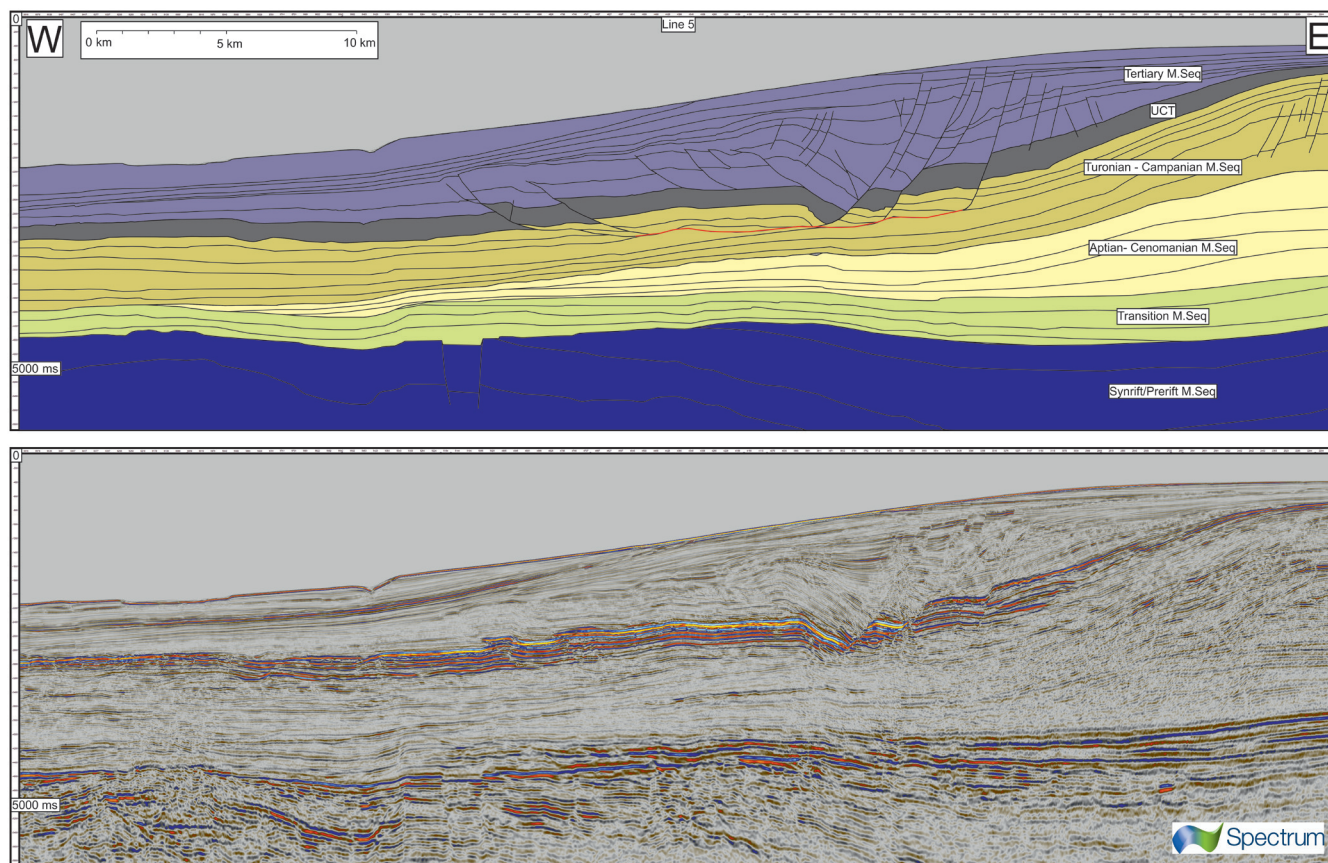 0
Line 5
W
E
0 km
5 km
10 km
Tertiary M.Seq
UCT
Turonian - Campanian M.Seq
Aptian- Cenomanian M.Seq
Transition M.Seq
5000 ms
Synrift/Prerift M.Seq
0
5000 ms
Spectrum